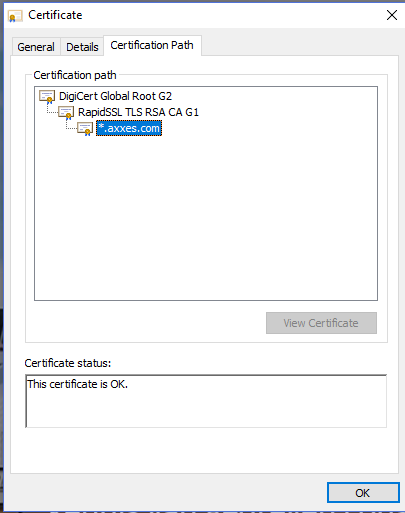 Certificate
General
Details
Certification Path
Certification path
DigiCert Global Root G2
RapidSSL TLS RSA CA G1
*.axxes.com
View Certificate
Certificate status:
This certificate is OK.
OK